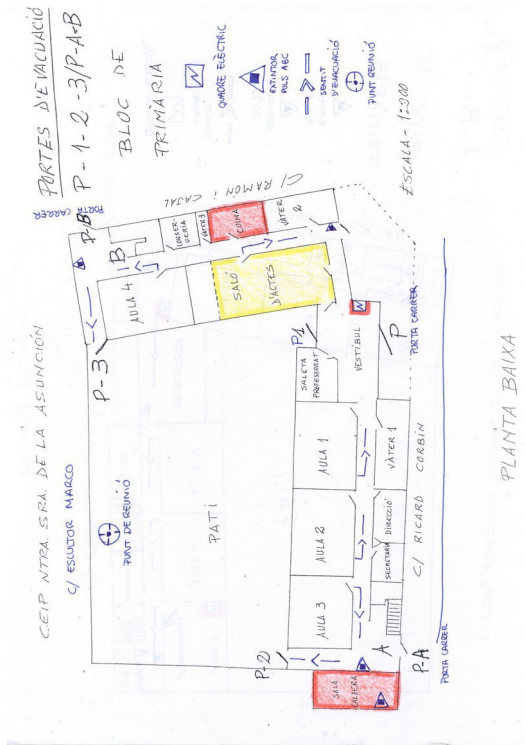 PORTES D'EVACUACIÓ
P-1-2-3/P-A-B
BLOC DE
PRIMÀRIA
QUADRE ELÈCTRIC
EXTINTOR
POLS ABC
SENTIT
D'EVACUACIÓ
PUNT REUNIÓ
ESCALA- 1:200
CEIP NTRA. SRA. DE LA ASUNCIÓN
C/ ESCULTOR MARCO
PUNT DE REUNIÓ
PATI
P-3
AULA 4
B
P-B
PORTA CARRER
PORTA
CARRER
CONSER-
GERIA
VÀTER 3
CUINA
VÀTER
2
C/ RAMON i CAJAL
SALÓ
D'ACTES
P1
SALETA
PROFESSORAT
VESTÍBUL
P
PORTA CARRER
AULA 1
AULA 2
AULA 3
VÀTER 1
DIRECCIÓ
SECRETARIA
C/ RICARD CORBIN
P-2
A
P-A
PORTA CARRER
SALA
CALDERA
PLANTA BAIXA